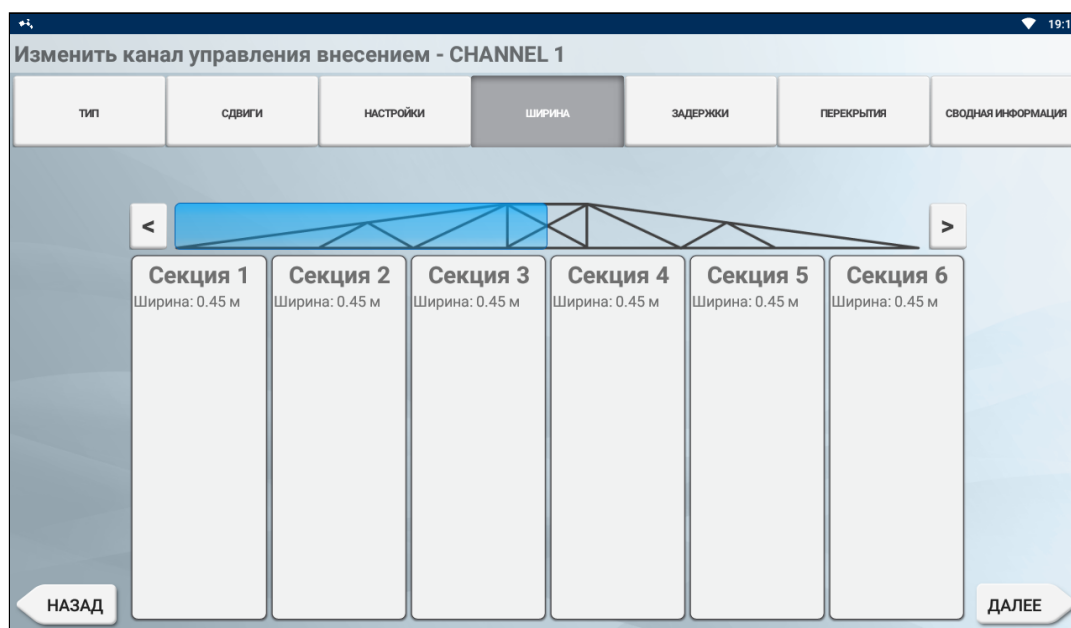 19:1
Изменить канал управления внесением - CHANNEL 1
ТИП СДВИГИ НАСТРОЙКИ ШИРИНА ЗАДЕРЖКИ ПЕРЕКРЫТИЯ СВОДНАЯ ИНФОРМАЦИЯ
< >
Секция 1 Секция 2 Секция 3 Секция 4 Секция 5 Секция 6
Ширина: 0.45 м Ширина: 0.45 м Ширина: 0.45 м Ширина: 0.45 м Ширина: 0.45 м Ширина: 0.45 м
НАЗАД ДАЛЕЕ